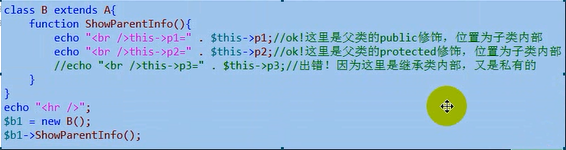 class B extends A{
function ShowParentInfo(){
echo "<br />this->p1=" . $this->p1;//ok!这里是父类的public修饰，位置为子类内部
echo "<br />this->p2=" . $this->p2;//ok!这里是父类的protected修饰，位置为子类内部
//echo "<br />this->p3=" . $this->p3;//出错！因为这里是继承类内部，又是私有的
}
}
echo "<hr />";
$b1 = new B();
$b1->ShowParentInfo();